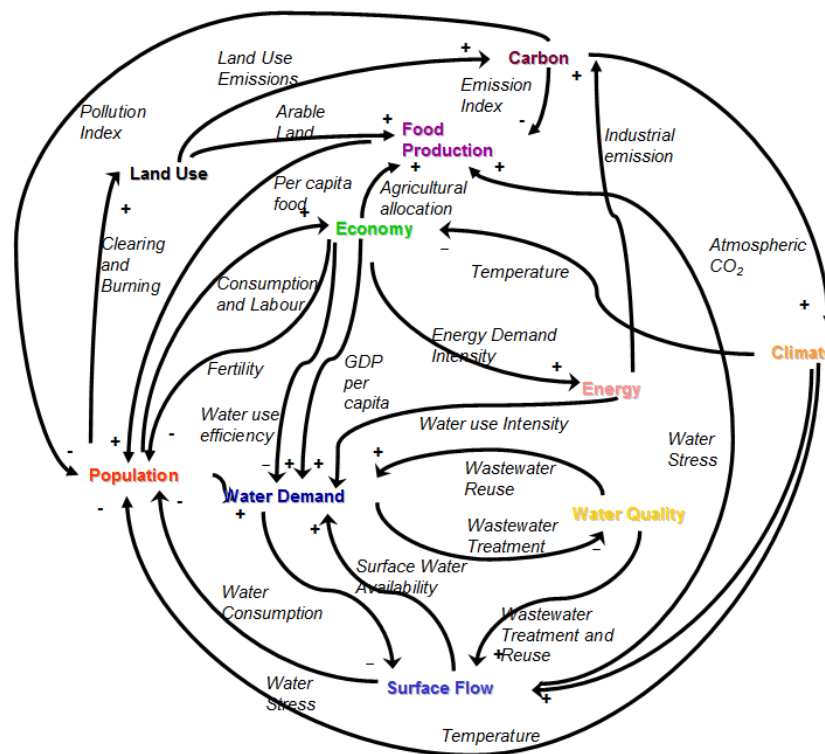 Land Use
Emissions
+
Carbon
+
Emission
Index
-
Pollution
Index
Arable
Land
+
Food
Production
Industrial
emission
Land Use
+
Per capita
food
+
+
Agricultural
allocation
+
Economy
-
Temperature
Atmospheric
CO2
Clearing
and
Burning
Consumption
and Labour
+
Climat
Energy Demand
Intensity
+
Energy
Fertility
GDP
per
capita
Water use
efficiency
Water use Intensity
Water
Stress
-
+
-
Population
-
-
+
-
+
+
Water Demand
+
Wastewater
Reuse
Water Quality
-
Wastewater
Treatment
+
Surface Water
Availability
Water
Consumption
Wastewater
Treatment and
Reuse
+
-
Surface Flow
+
Water
Stress
Temperature